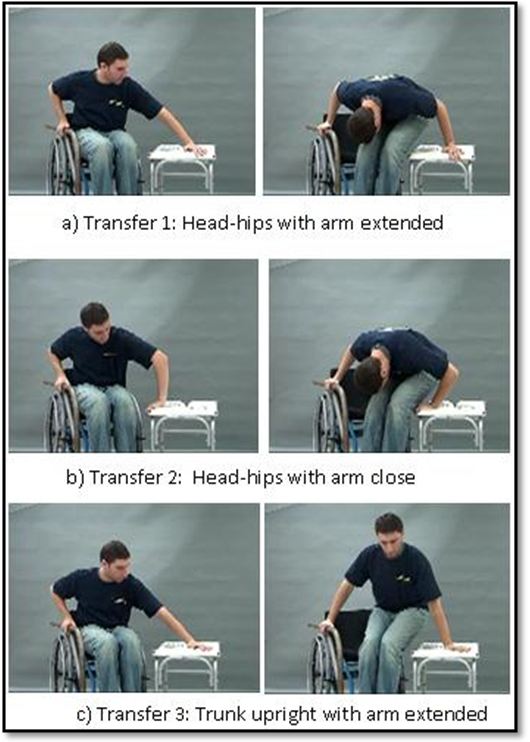 a) Transfer 1: Head-hips with arm extended
b) Transfer 2:  Head-hips with arm close
c) Transfer 3: Trunk upright with arm extended